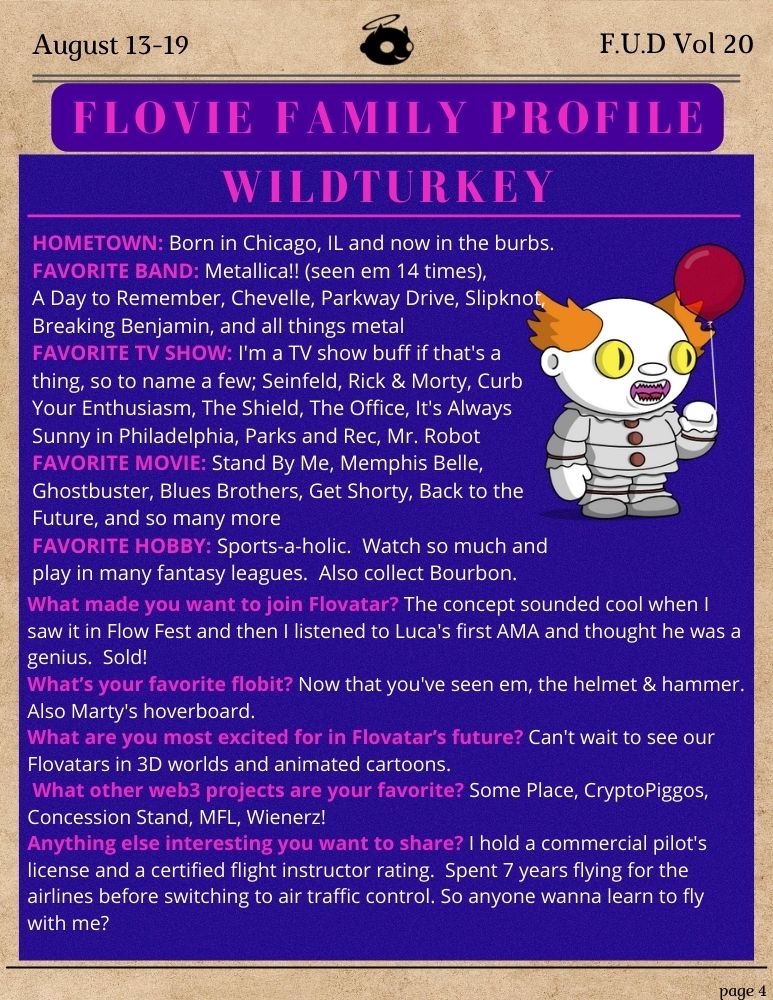 August 13-19
F.U.D Vol 20
FLOVIE FAMILY PROFILE
WILDTURKEY
HOMETOWN: Born in Chicago, IL and now in the burbs.
FAVORITE BAND: Metallica!! (seen em 14 times),
A Day to Remember, Chevelle, Parkway Drive, Slipknot,
Breaking Benjamin, and all things metal
FAVORITE TV SHOW: I'm a TV show buff if that's a
thing, so to name a few; Seinfeld, Rick & Morty, Curb
Your Enthusiasm, The Shield, The Office, It's Always
Sunny in Philadelphia, Parks and Rec, Mr. Robot
FAVORITE MOVIE: Stand By Me, Memphis Belle,
Ghostbuster, Blues Brothers, Get Shorty, Back to the
Future, and so many more
FAVORITE HOBBY: Sports-a-holic.  Watch so much and
play in many fantasy leagues.  Also collect Bourbon.
What made you want to join Flovatar? The concept sounded cool when I
saw it in Flow Fest and then I listened to Luca's first AMA and thought he was a
genius.  Sold!
What’s your favorite flobit? Now that you've seen em, the helmet & hammer.
Also Marty's hoverboard.
What are you most excited for in Flovatar’s future? Can't wait to see our
Flovatars in 3D worlds and animated cartoons.
What other web3 projects are your favorite? Some Place, CryptoPiggos,
Concession Stand, MFL, Wienerz!
Anything else interesting you want to share? I hold a commercial pilot's
license and a certified flight instructor rating.  Spent 7 years flying for the
airlines before switching to air traffic control. So anyone wanna learn to fly
with me?
page 4